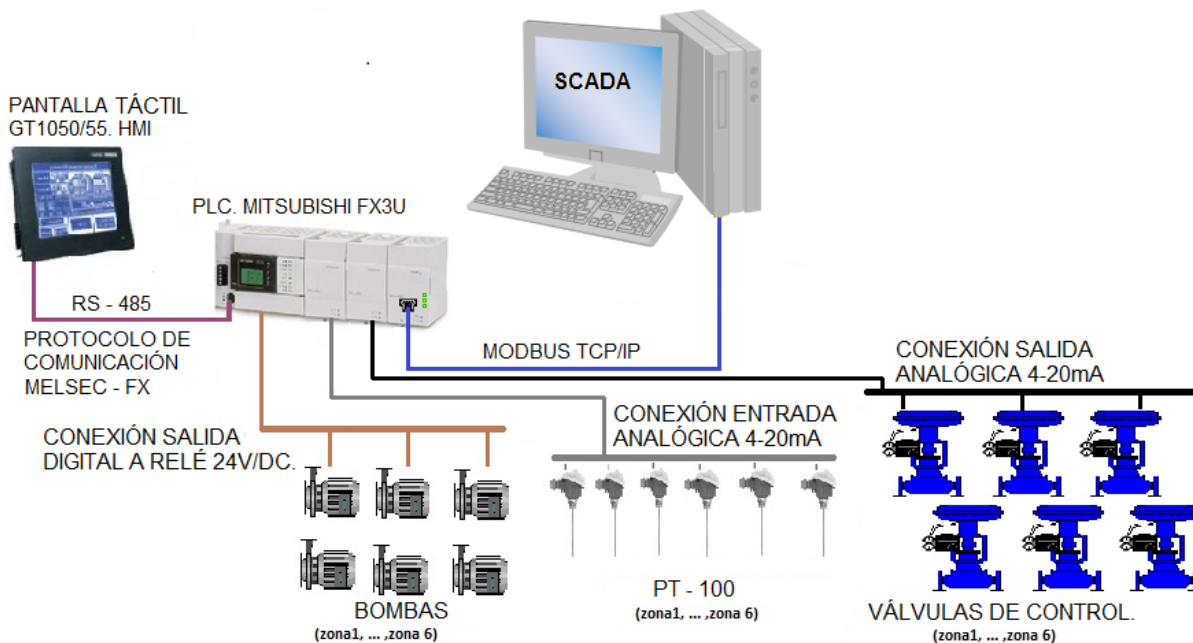 SCADA
PANTALLA TÁCTIL
GT1050/55. HMI
PLC. MITSUBISHI FX3U
RS - 485
PROTOCOLO DE
COMUNICACIÓN
MELSEC - FX
MODBUS TCP/IP
CONEXIÓN SALIDA
ANALÓGICA 4-20mA
CONEXIÓN ENTRADA
ANALÓGICA 4-20mA
CONEXIÓN SALIDA
DIGITAL A RELÉ 24V/DC.
BOMBAS
(zona1, ... ,zona 6)
PT - 100
(zona1, ... ,zona 6)
VÁLVULAS DE CONTROL.
(zona1, ... ,zona 6)